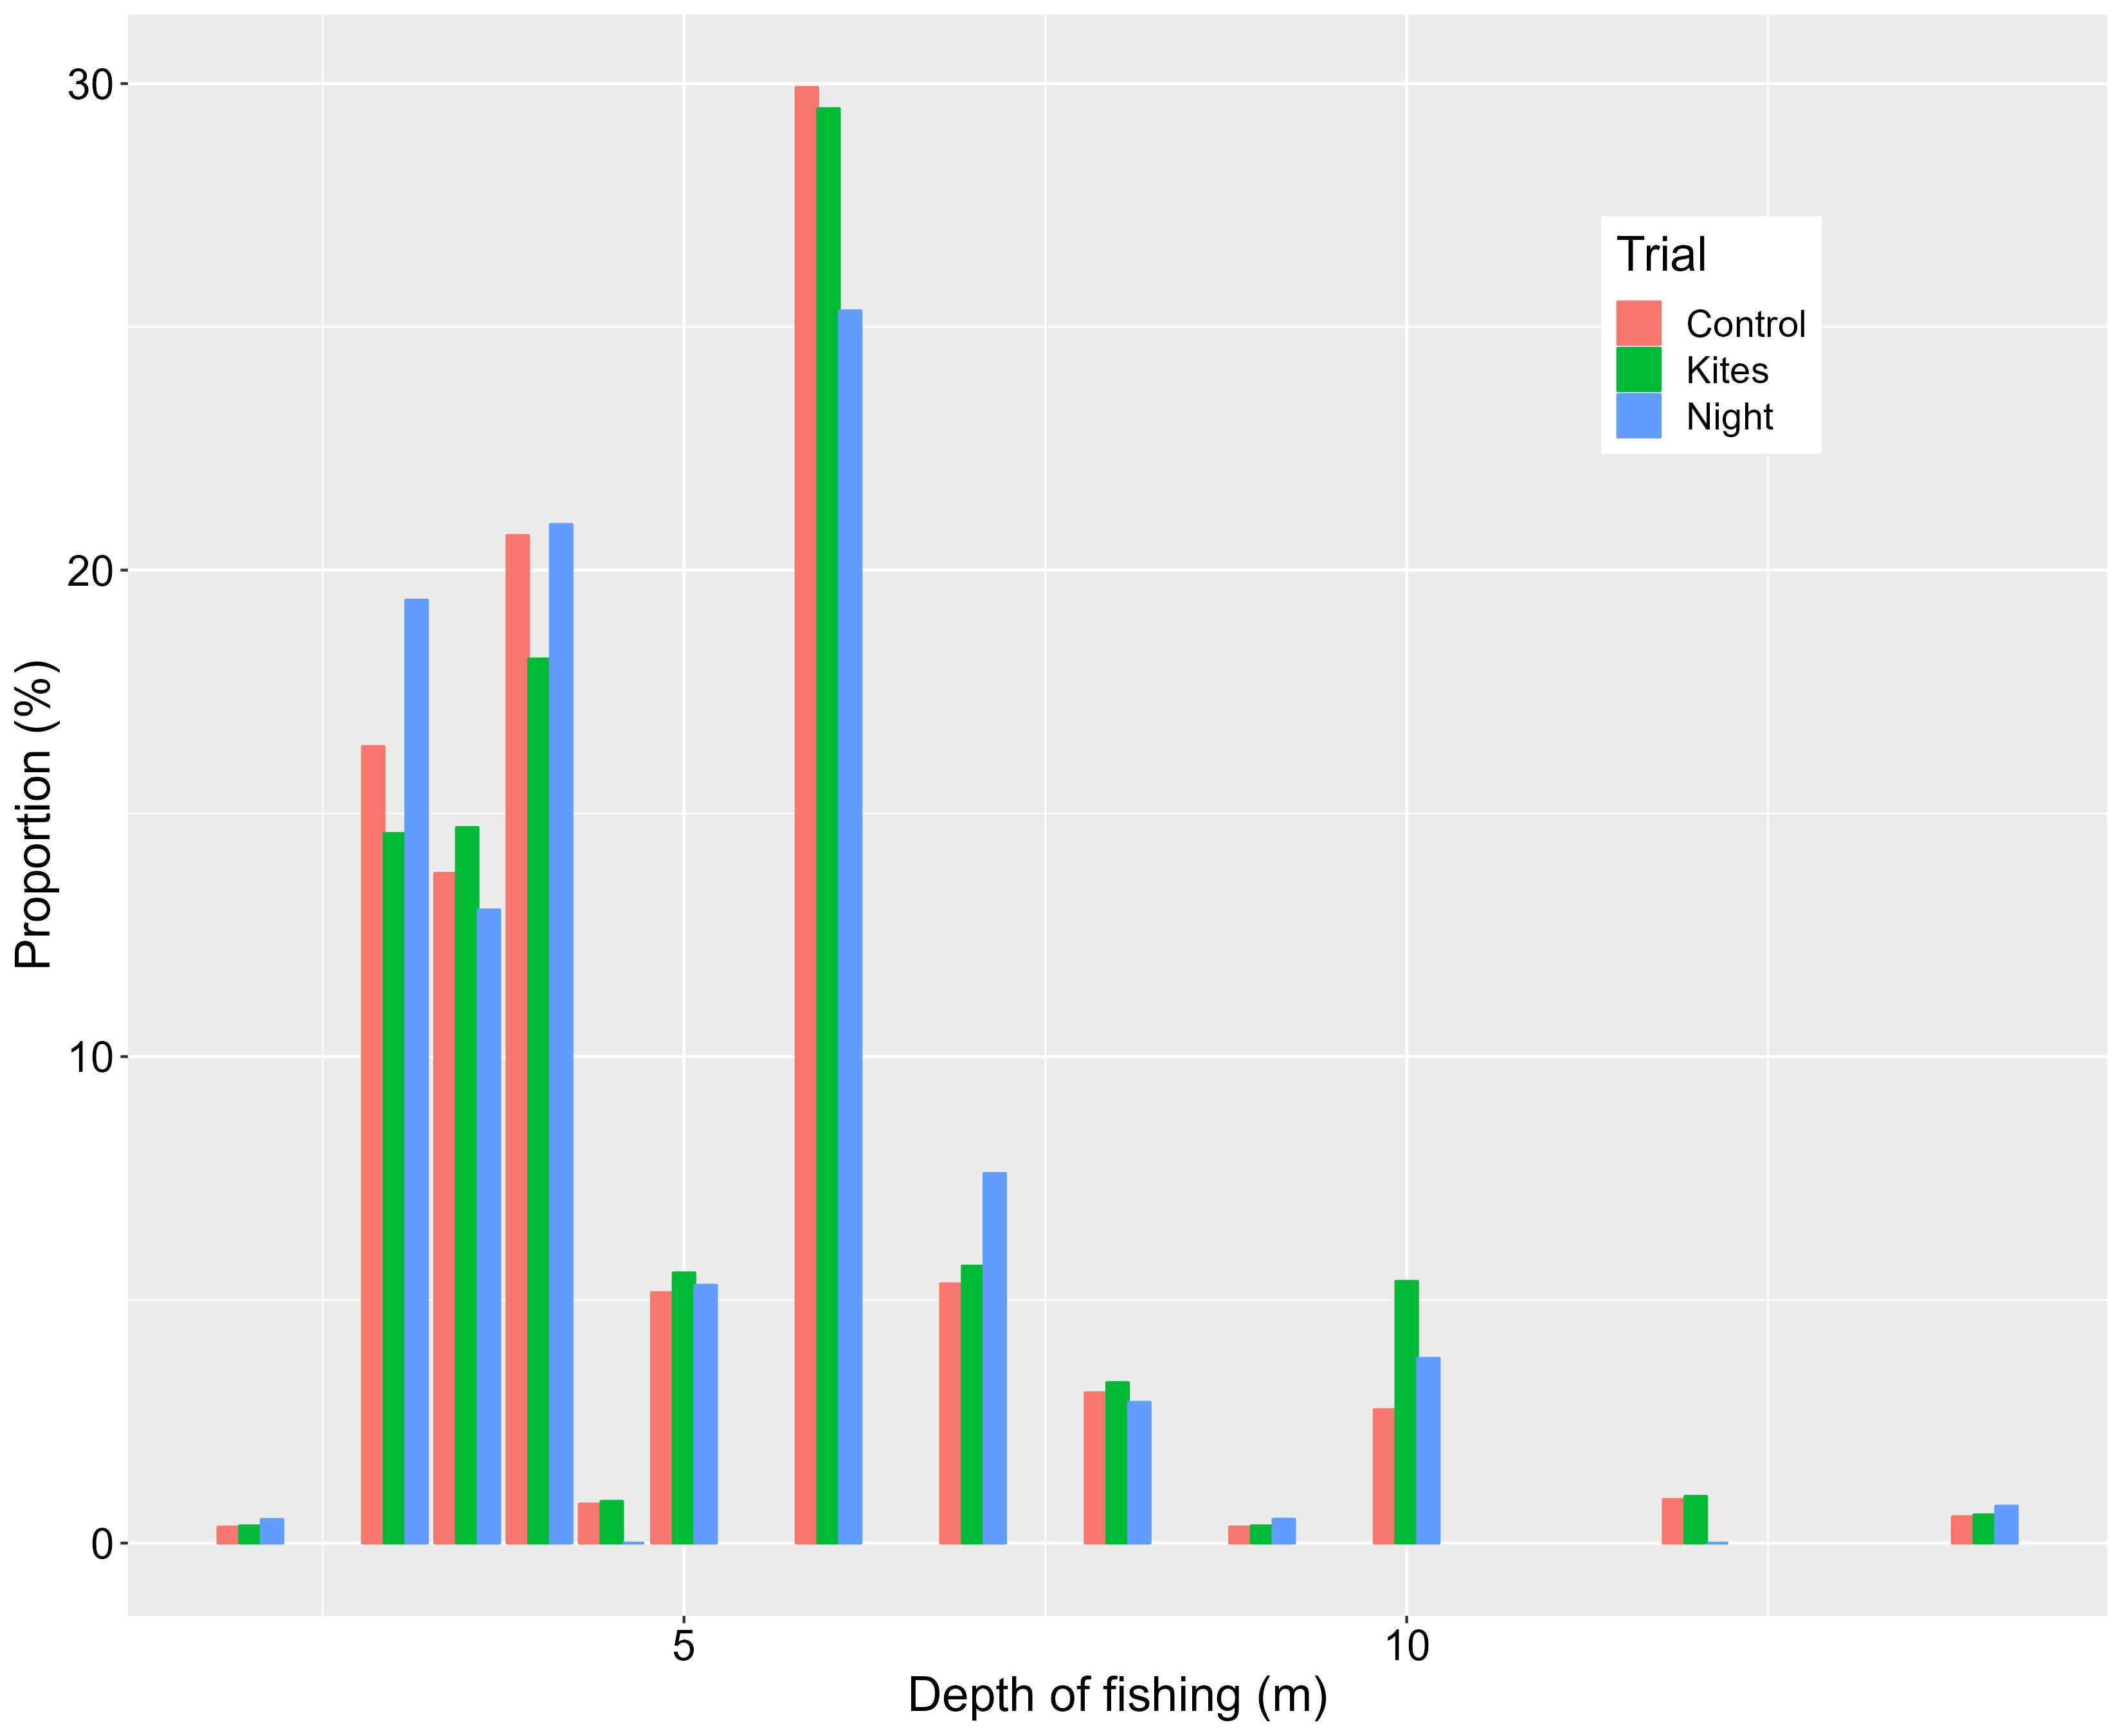 30
20
10
0
Proportion (%)
Trial
Control
Kites
Night
5
10
Depth of fishing (m)